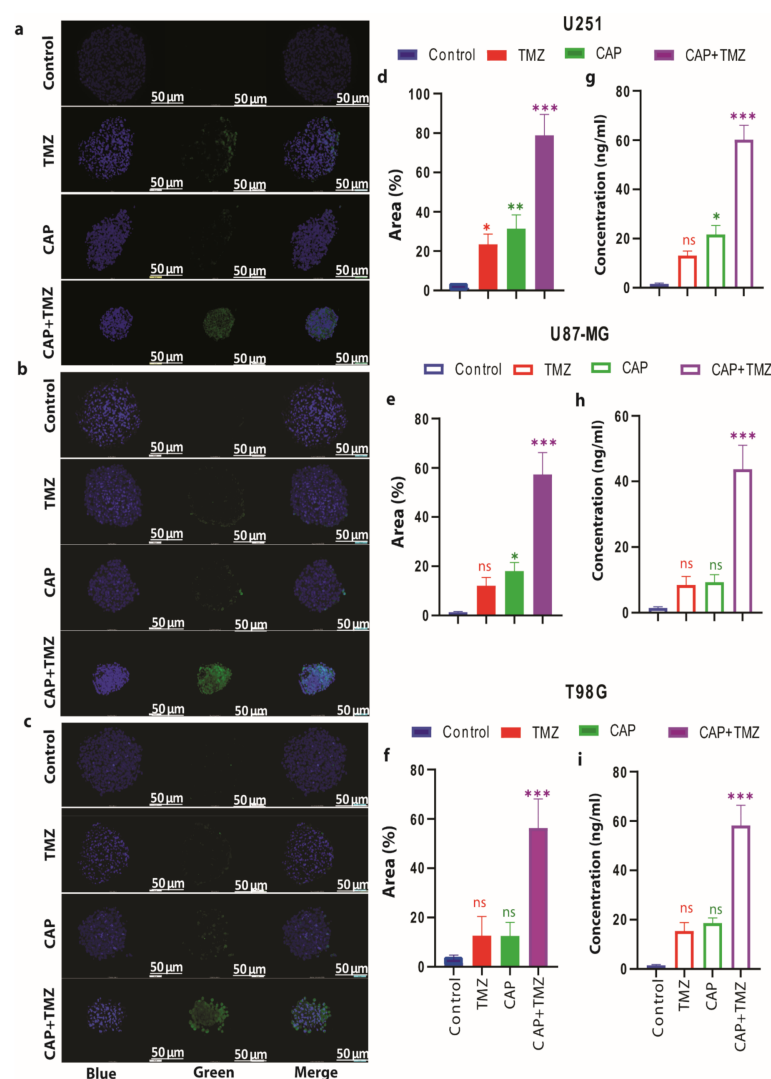 a
Control
50 µm 50 µm 50 µm
TMZ
50 µm 50 µm 50 µm
CAP
50 µm 50 µm 50 µm
CAP+TMZ
50 µm 50 µm 50 µm
b
Control
50 µm 50 µm 50 µm
TMZ
50 µm 50 µm 50 µm
CAP
50 µm 50 µm 50 µm
CAP+TMZ
50 µm 50 µm 50 µm
c
Control
50 µm 50 µm 50 µm
TMZ
50 µm 50 µm 50 µm
CAP
50 µm 50 µm 50 µm
CAP+TMZ
50 µm 50 µm 50 µm
Blue Green Merge
U251
Control TMZ CAP CAP+TMZ
d
Area (%)
100
80
60
40
20
0
* ** ***
g
Concentration (ng/ml)
80
60
40
20
0
ns * ***
U87-MG
Control TMZ CAP CAP+TMZ
e
Area (%)
80
60
40
20
0
ns * ***
h
Concentration (ng/ml)
60
40
20
0
ns ns ***
T98G
Control TMZ CAP CAP+TMZ
f
Area (%)
80
60
40
20
0
ns ns ***
Control TMZ CAP C AP+TMZ
i
Concentration (ng/ml)
80
60
40
20
0
ns ns ***
Control TMZ CAP CAP+TMZ